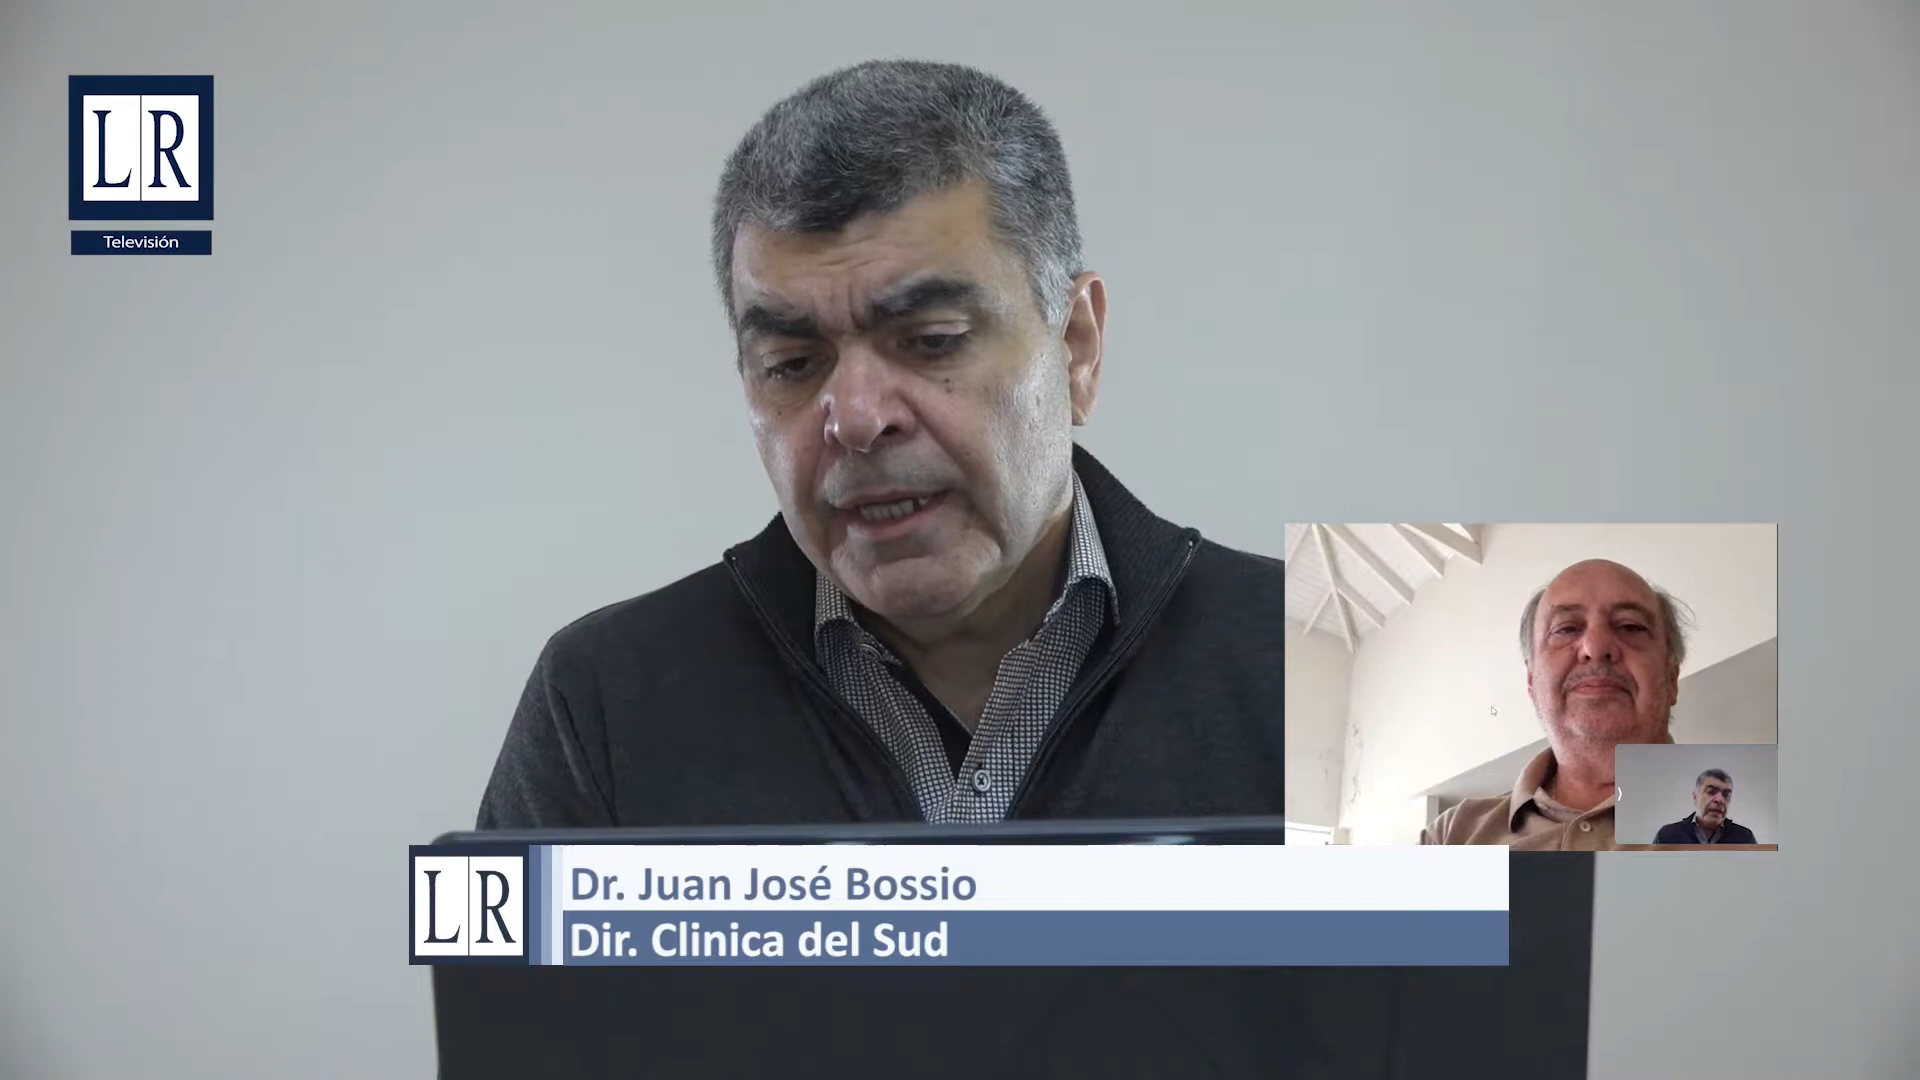 LR
Televisión
LR
Dr. Juan José Bossio
Dir. Clinica del Sud